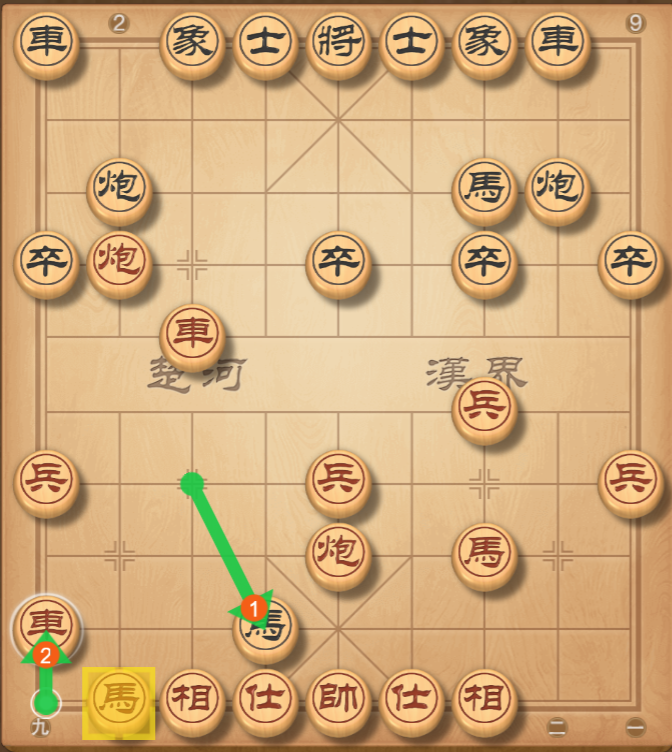 2 9
車 象 士 將 士 象 車
炮 馬 炮
卒 炮 卒 卒 卒
車
楚河 漢界
兵
兵 兵 兵
炮 馬
車 1 馬
2
馬 相 仕 帥 仕 相
九 二 一